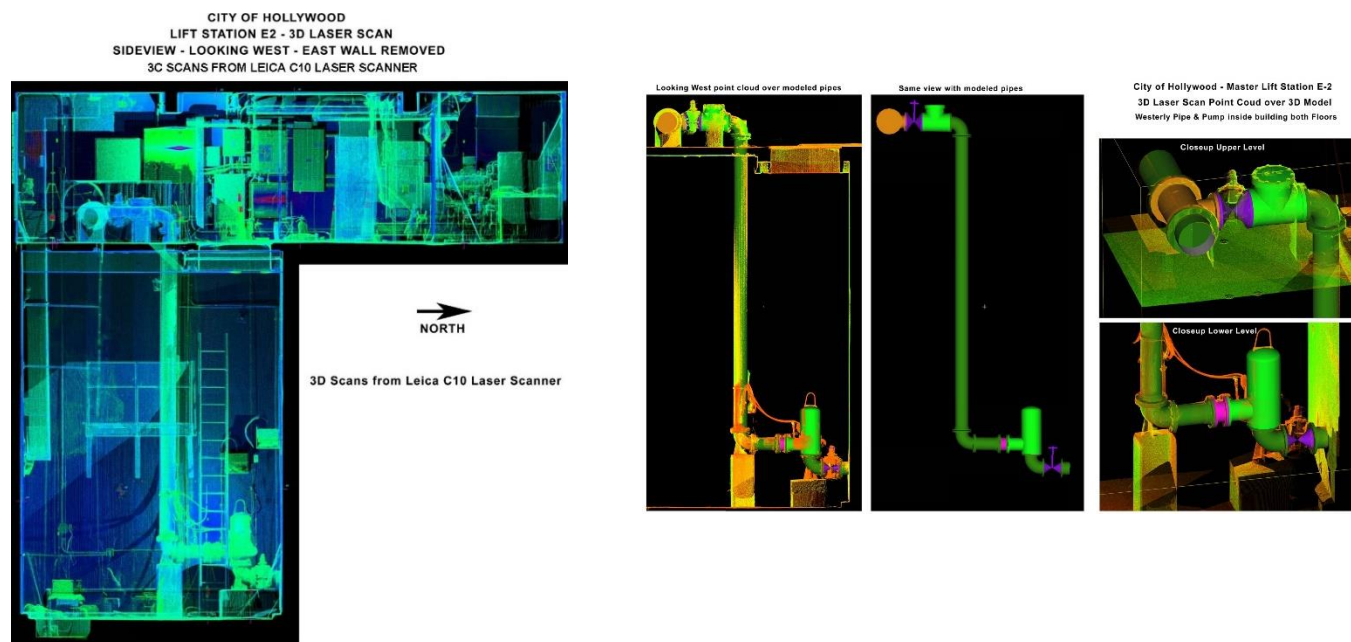 CITY OF HOLLYWOOD
LIFT STATION E2 - 3D LASER SCAN
SIDEVIEW - LOOKING WEST - EAST WALL REMOVED
3C SCANS FROM LEICA C10 LASER SCANNER
NORTH
3D Scans from Leica C10 Laser Scanner
Looking West point cloud over modeled pipes
Same view with modeled pipes
City of Hollywood - Master Lift Station E-2
3D Laser Scan Point Coud over 3D Model
Westerly Pipe & Pump inside building both Floors
Closeup Upper Level
Closeup Lower Level